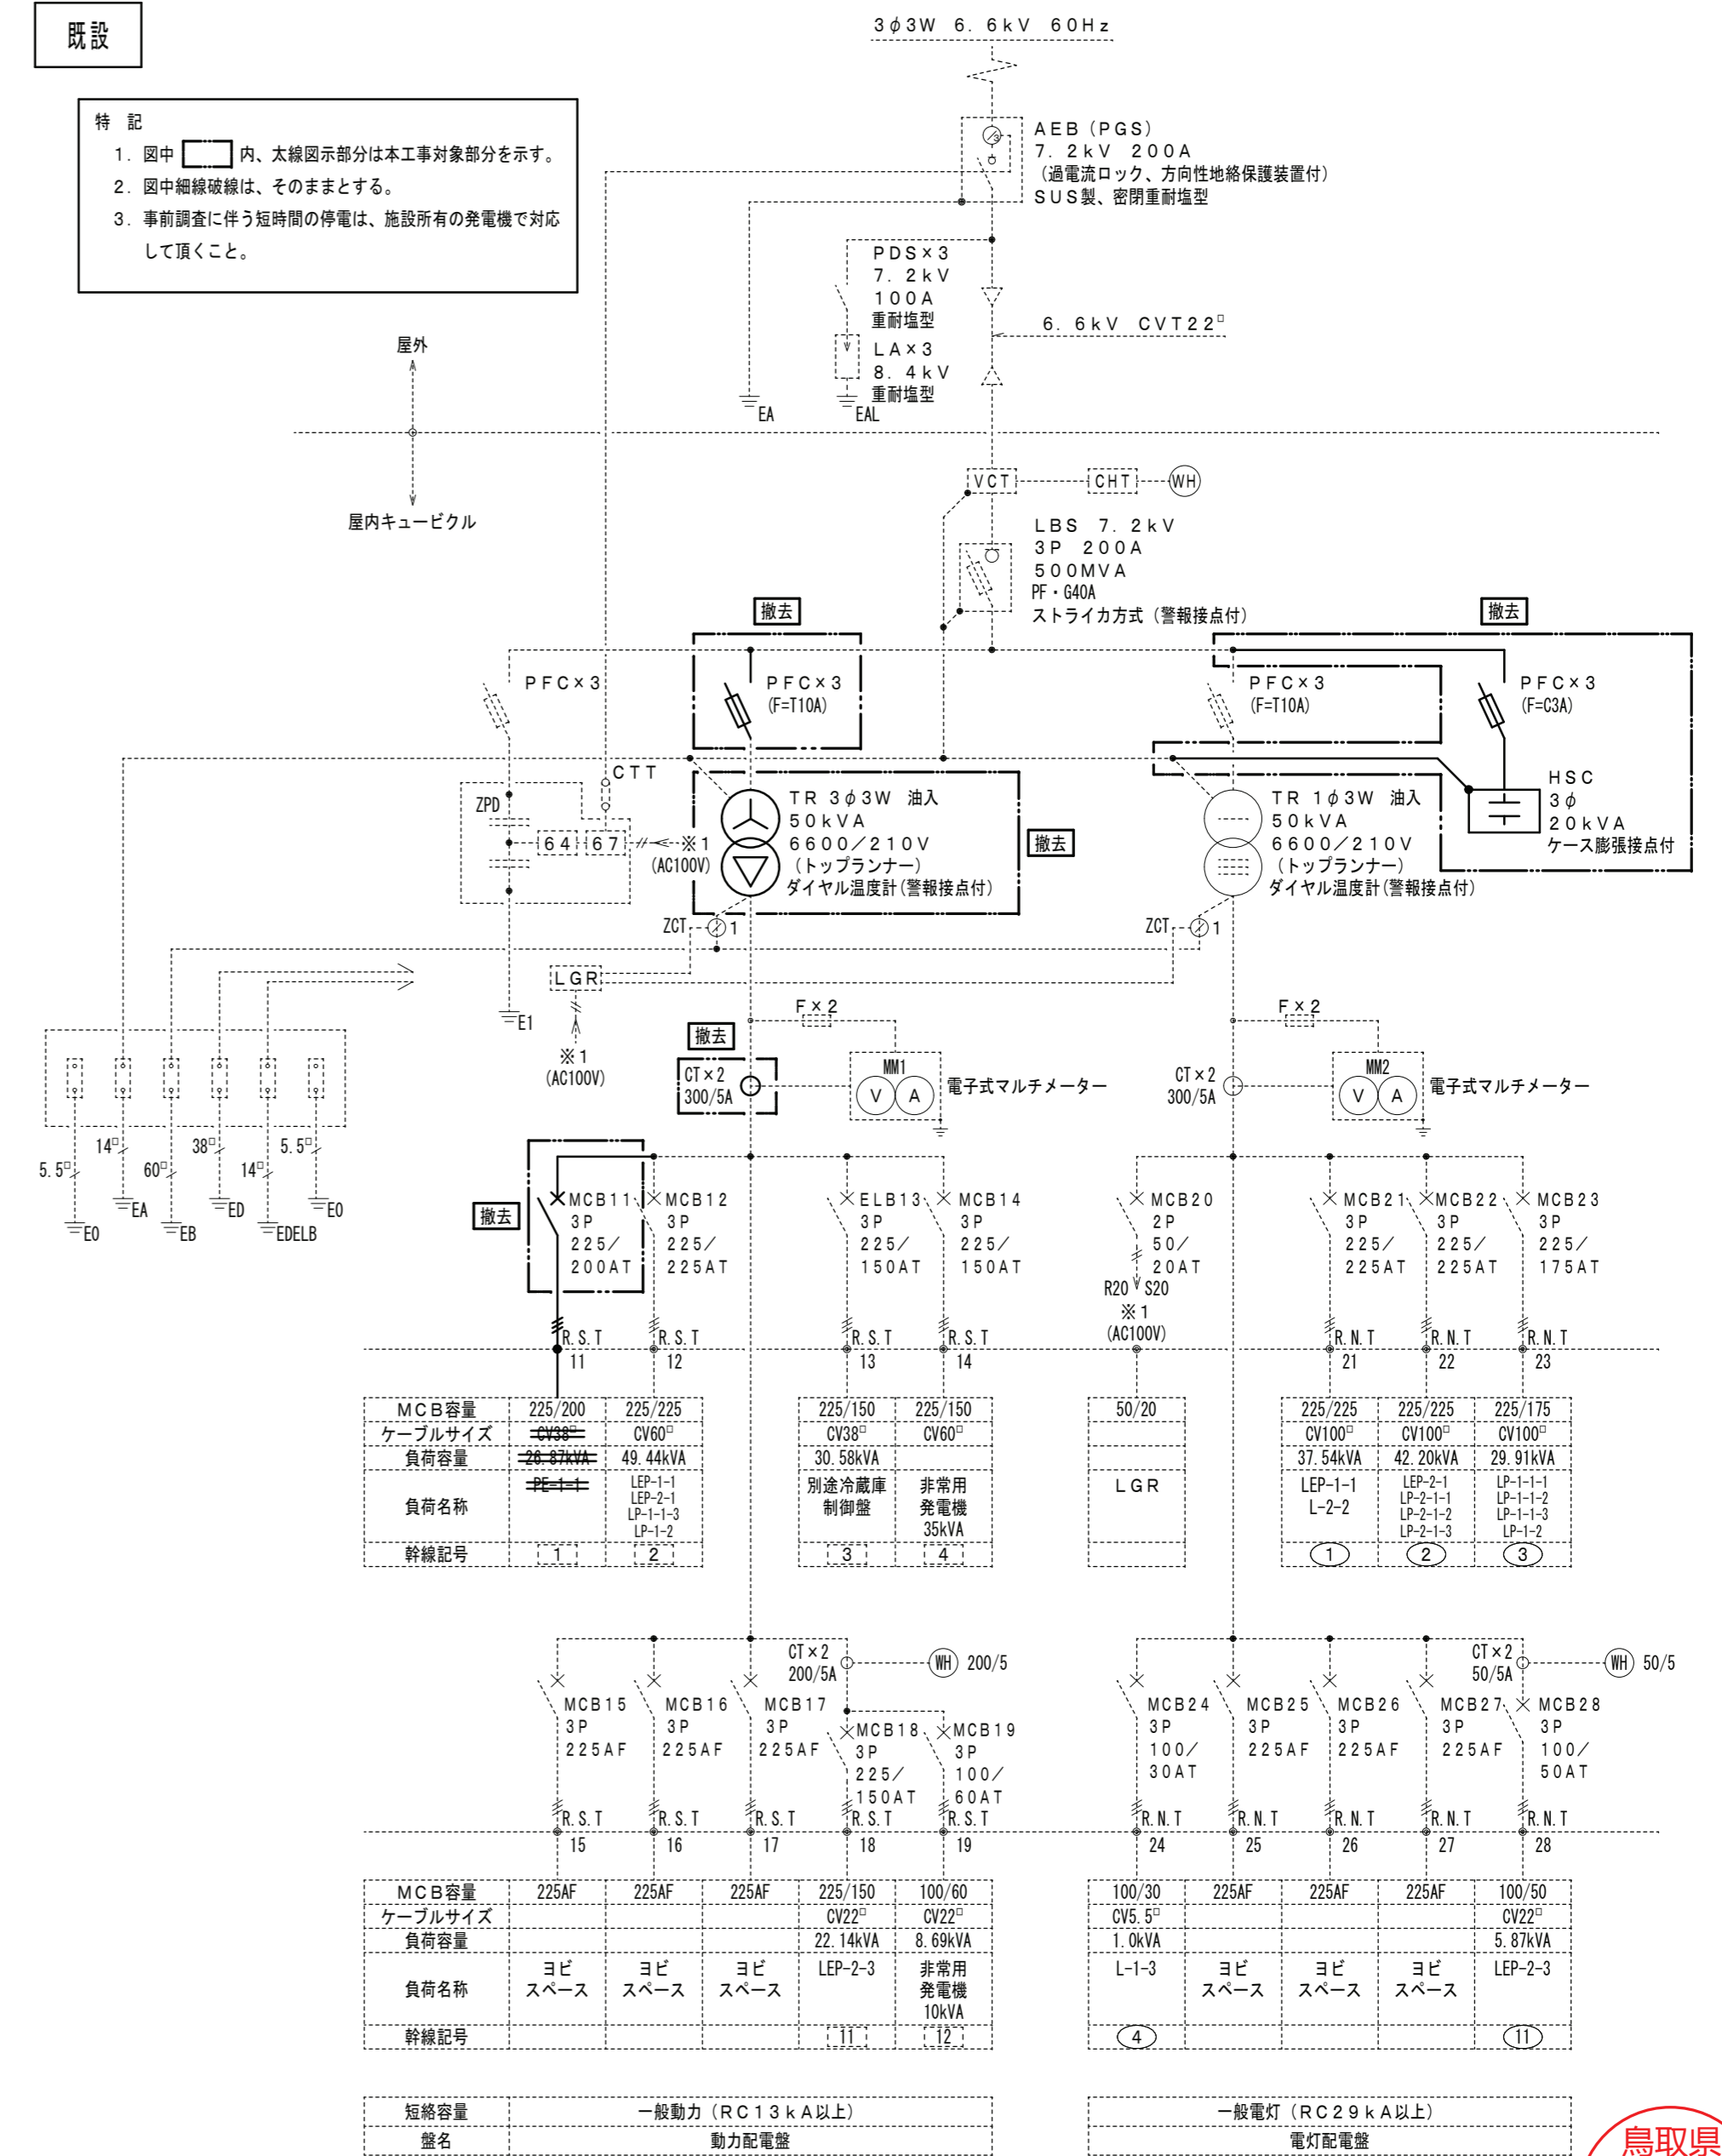 既設
3φ3W 6.6kV 60Hz
特 記
1. 図中 内、太線図示部分は本工事対象部分を示す。
2. 図中細線破線は、そのままとする。
3. 事前調査に伴う短時間の停電は、施設所有の発電機で対応
して頂くこと。
AEB(PGS)
7.2kV 200A
(過電流ロック、方向性地絡保護装置付)
SUS製、密閉重耐塩型
PDS×3
7.2kV
100A
重耐塩型
LA×3
8.4kV
重耐塩型
6.6kV CVT22□
EA
EAL
屋外
屋内キュービクル
VCT
CHT
WH
LBS 7.2kV
3P 200A
500MVA
PF・G40A
ストライカ方式(警報接点付)
撤去
撤去
PFC×3
PFC×3
(F=T10A)
PFC×3
(F=T10A)
PFC×3
(F=C3A)
CTT
ZPD
64
67
※1
(AC100V)
TR 3φ3W 油入
50kVA
6600/210V
(トップランナー)
ダイヤル温度計(警報接点付)
撤去
TR 1φ3W 油入
50kVA
6600/210V
(トップランナー)
ダイヤル温度計(警報接点付)
HSC
3φ
20kVA
ケース膨張接点付
ZCT
1
ZCT
1
LGR
E1
※1
(AC100V)
F×2
F×2
撤去
CT×2
300/5A
MM1
V
A
電子式マルチメーター
CT×2
300/5A
MM2
V
A
電子式マルチメーター
5.5□
14□
60□
38□
14□
5.5□
E0
EA
EB
ED
EDELB
E0
撤去
MCB11
3P
225/
200AT
MCB12
3P
225/
225AT
ELB13
3P
225/
150AT
MCB14
3P
225/
150AT
MCB20
2P
50/
20AT
R20 S20
※1
(AC100V)
MCB21
3P
225/
225AT
MCB22
3P
225/
225AT
MCB23
3P
225/
175AT
R.S.T R.S.T R.S.T R.S.T R.N.T R.N.T R.N.T
11 12 13 14 21 22 23
MCB容量 225/200 225/225 225/150 225/150 50/20 225/225 225/225 225/175
ケーブルサイズ CV38□ CV60□ CV38□ CV60□ CV100□ CV100□ CV100□
負荷容量 26.87kVA 49.44kVA 30.58kVA 37.54kVA 42.20kVA 29.91kVA
負荷名称
PE-1-1
LEP-1-1
LEP-2-1
LP-1-1-3
LP-1-2
別途冷蔵庫
制御盤
非常用
発電機
35kVA
LGR
LEP-1-1
L-2-2
LEP-2-1
LP-2-1-1
LP-2-1-2
LP-2-1-3
LP-1-1-1
LP-1-1-2
LP-1-1-3
LP-1-2
幹線記号 1 2 3 4 1 2 3
CT×2
200/5A
WH 200/5
CT×2
50/5A
WH 50/5
MCB15
3P
225AF
MCB16
3P
225AF
MCB17
3P
225AF
MCB18
3P
225/
150AT
MCB19
3P
100/
60AT
MCB24
3P
100/
30AT
MCB25
3P
225AF
MCB26
3P
225AF
MCB27
3P
225AF
MCB28
3P
100/
50AT
R.S.T R.S.T R.S.T R.S.T R.S.T R.N.T R.N.T R.N.T R.N.T R.N.T
15 16 17 18 19 24 25 26 27 28
MCB容量 225AF 225AF 225AF 225/150 100/60 100/30 225AF 225AF 225AF 100/50
ケーブルサイズ CV22□ CV22□ CV5.5□ CV22□
負荷容量 22.14kVA 8.69kVA 1.0kVA 5.87kVA
負荷名称
ヨビ
スペース
ヨビ
スペース
ヨビ
スペース
LEP-2-3
非常用
発電機
10kVA
L-1-3
ヨビ
スペース
ヨビ
スペース
ヨビ
スペース
LEP-2-3
幹線記号 11 12 4 11
短絡容量 一般動力(RC13kA以上) 一般電灯(RC29kA以上)
盤名 動力配電盤 電灯配電盤
鳥取県